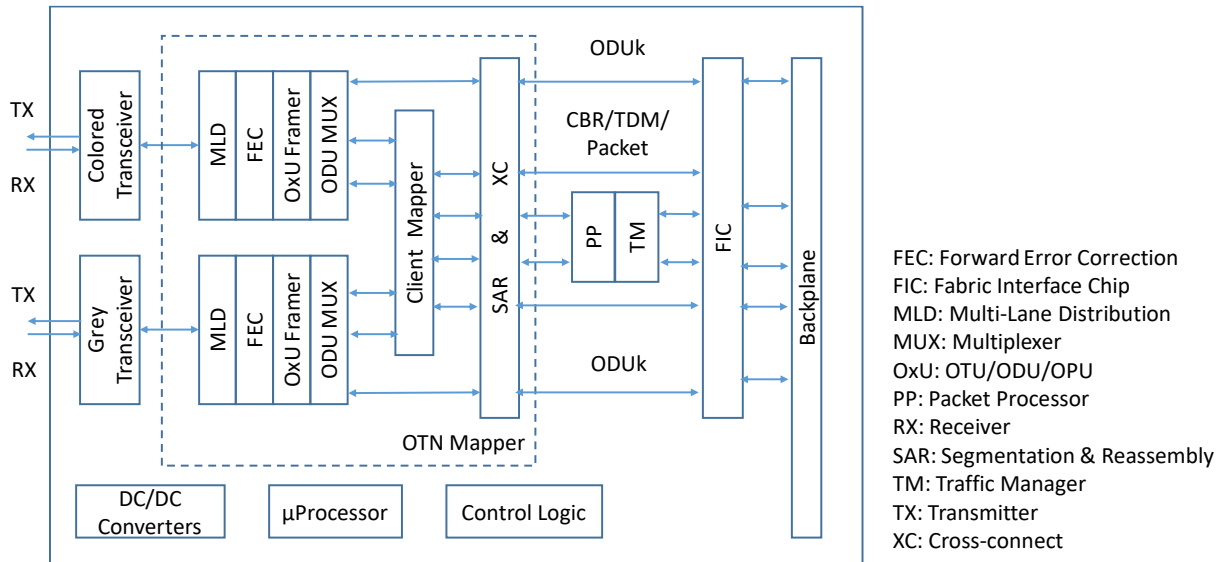 ODUk
TX
RX
Colored
Transceiver
MLD
FEC
OxU Framer
ODU MUX
CBR/TDM/
Packet
Client Mapper
SAR & XC
PP
TM
FIC
Backplane
TX
RX
Grey
Transceiver
MLD
FEC
OxU Framer
ODU MUX
ODUk
OTN Mapper
DC/DC
Converters
µProcessor
Control Logic
FEC: Forward Error Correction
FIC: Fabric Interface Chip
MLD: Multi-Lane Distribution
MUX: Multiplexer
OxU: OTU/ODU/OPU
PP: Packet Processor
RX: Receiver
SAR: Segmentation & Reassembly
TM: Traffic Manager
TX: Transmitter
XC: Cross-connect